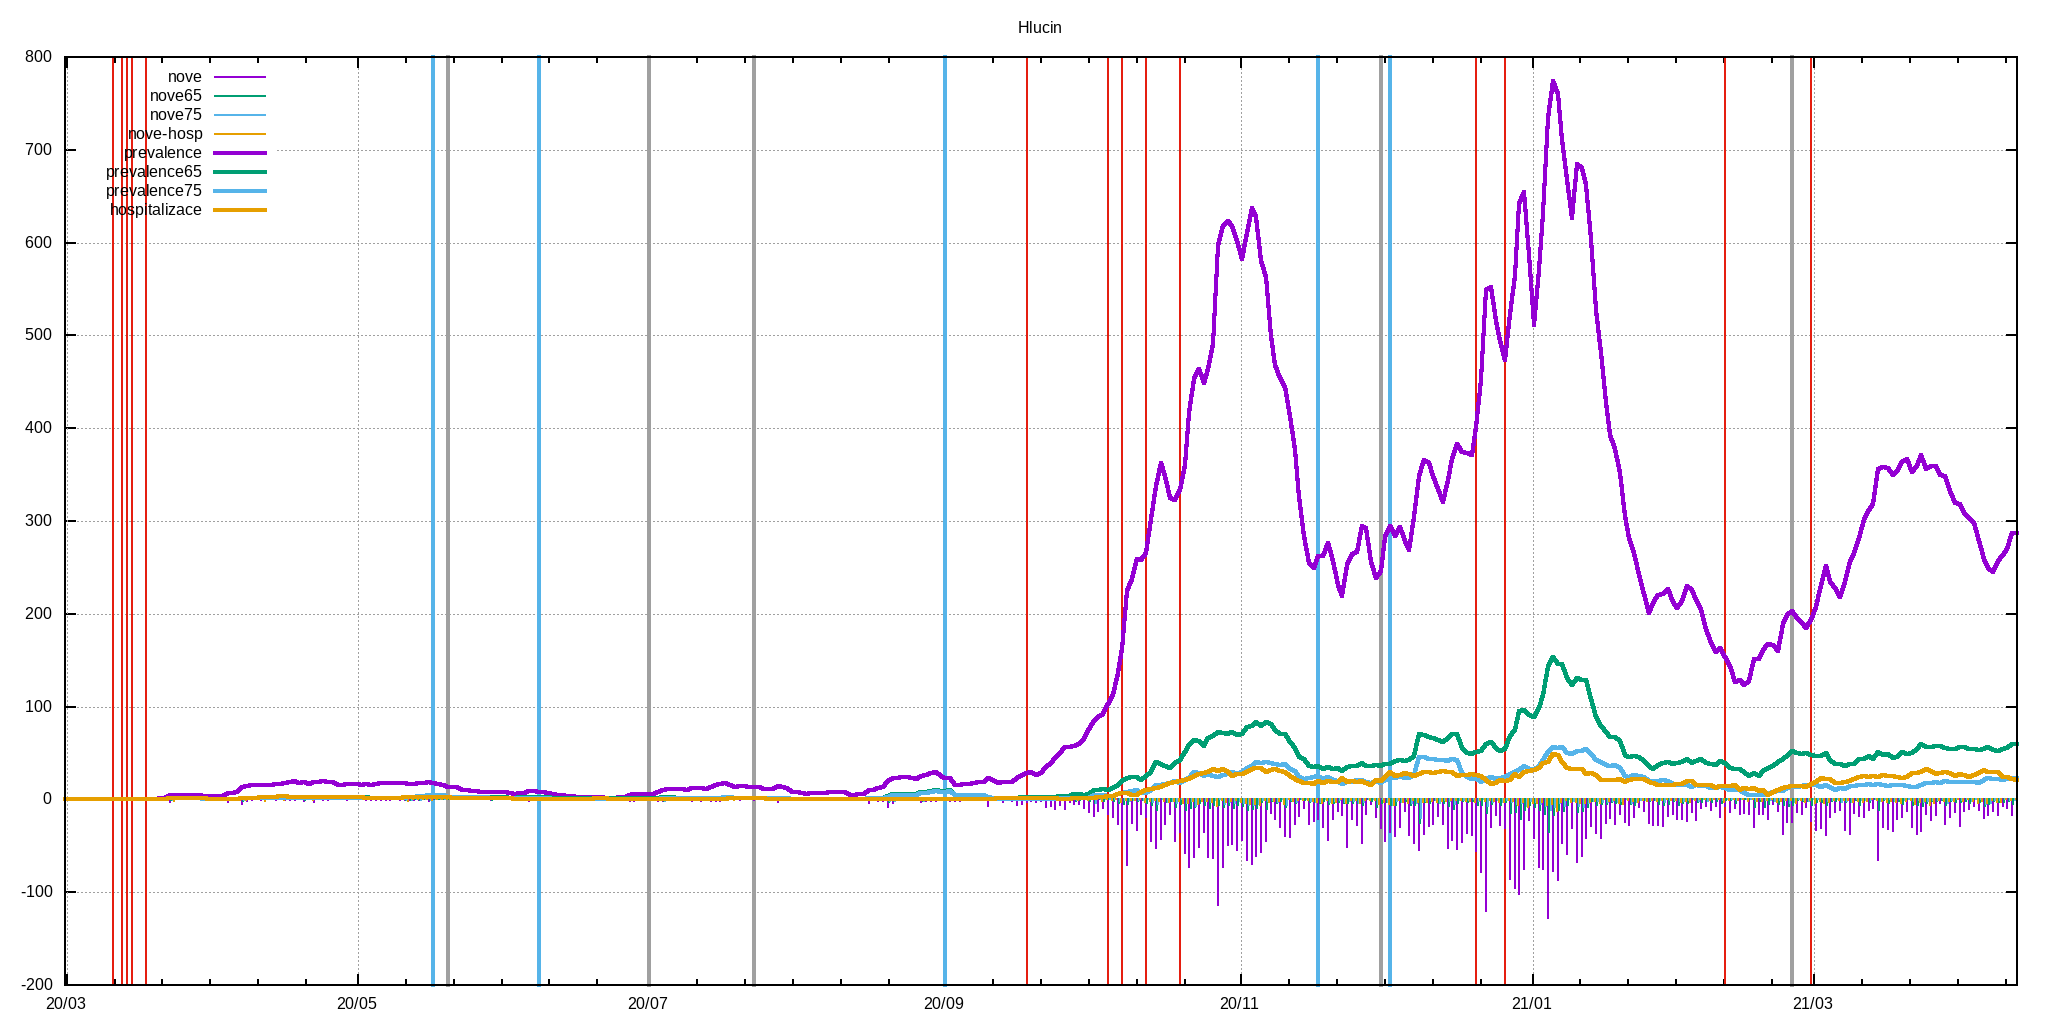 Hlucin
800
700
600
500
400
300
200
100
0
-100
-200
nove
nove65
nove75
nove-hosp
prevalence
prevalence65
prevalence75
hospitalizace
20/03 20/05 20/07 20/09 20/11 21/01 21/03